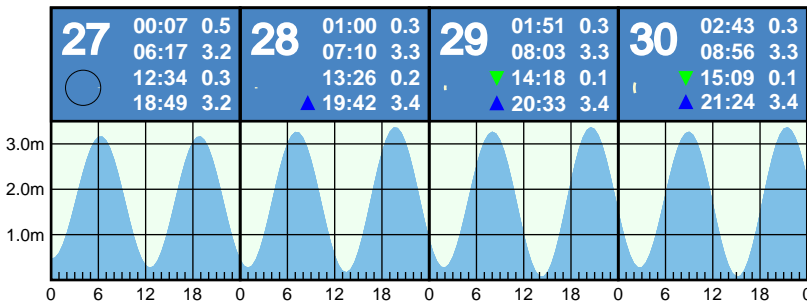 27 00:07 0.5 28 01:00 0.3 29 01:51 0.3 30 02:43 0.3
06:17 3.2 07:10 3.3 08:03 3.3 08:56 3.3
12:34 0.3 13:26 0.2 14:18 0.1 15:09 0.1
18:49 3.2 19:42 3.4 20:33 3.4 21:24 3.4
3.0m
2.0m
1.0m
0 6 12 18 0 6 12 18 0 6 12 18 0 6 12 18 0